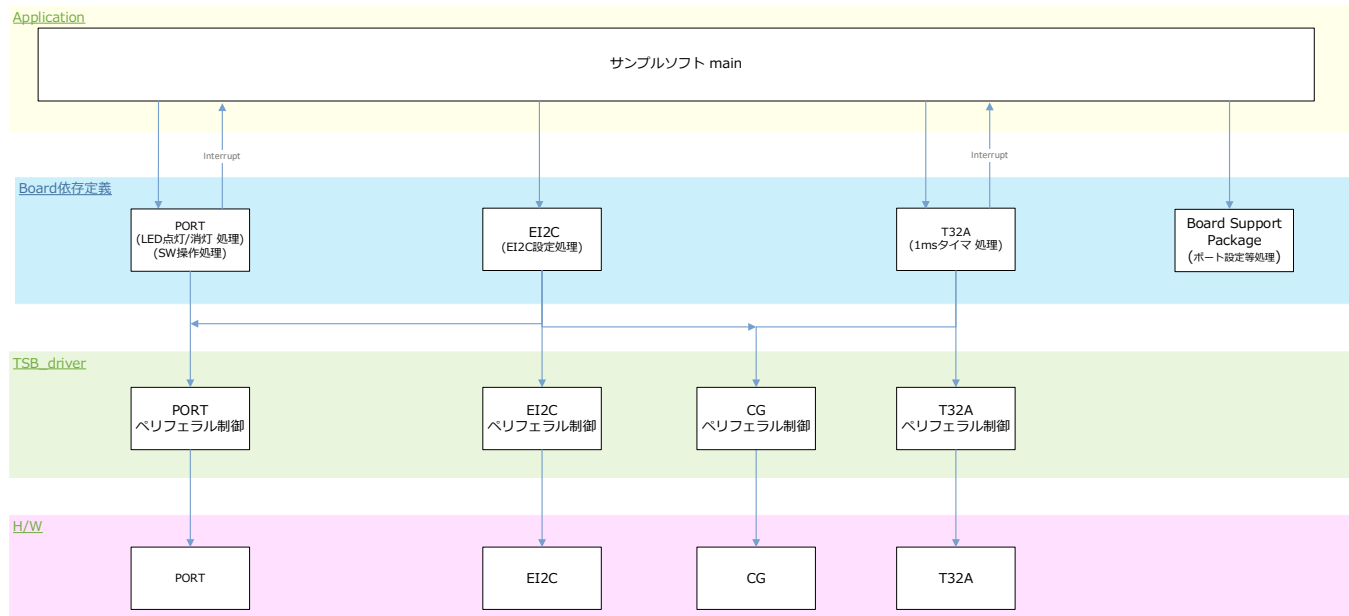 Application
サンプルソフト main
Interrupt
Interrupt
Board依存定義
PORT
(LED点灯/消灯 処理)
(SW操作処理)
EI2C
(EI2C設定処理)
T32A
(1msタイマ 処理)
Board Support
Package
(ポート設定等処理)
TSB_driver
PORT
ペリフェラル制御
EI2C
ペリフェラル制御
CG
ペリフェラル制御
T32A
ペリフェラル制御
H/W
PORT
EI2C
CG
T32A